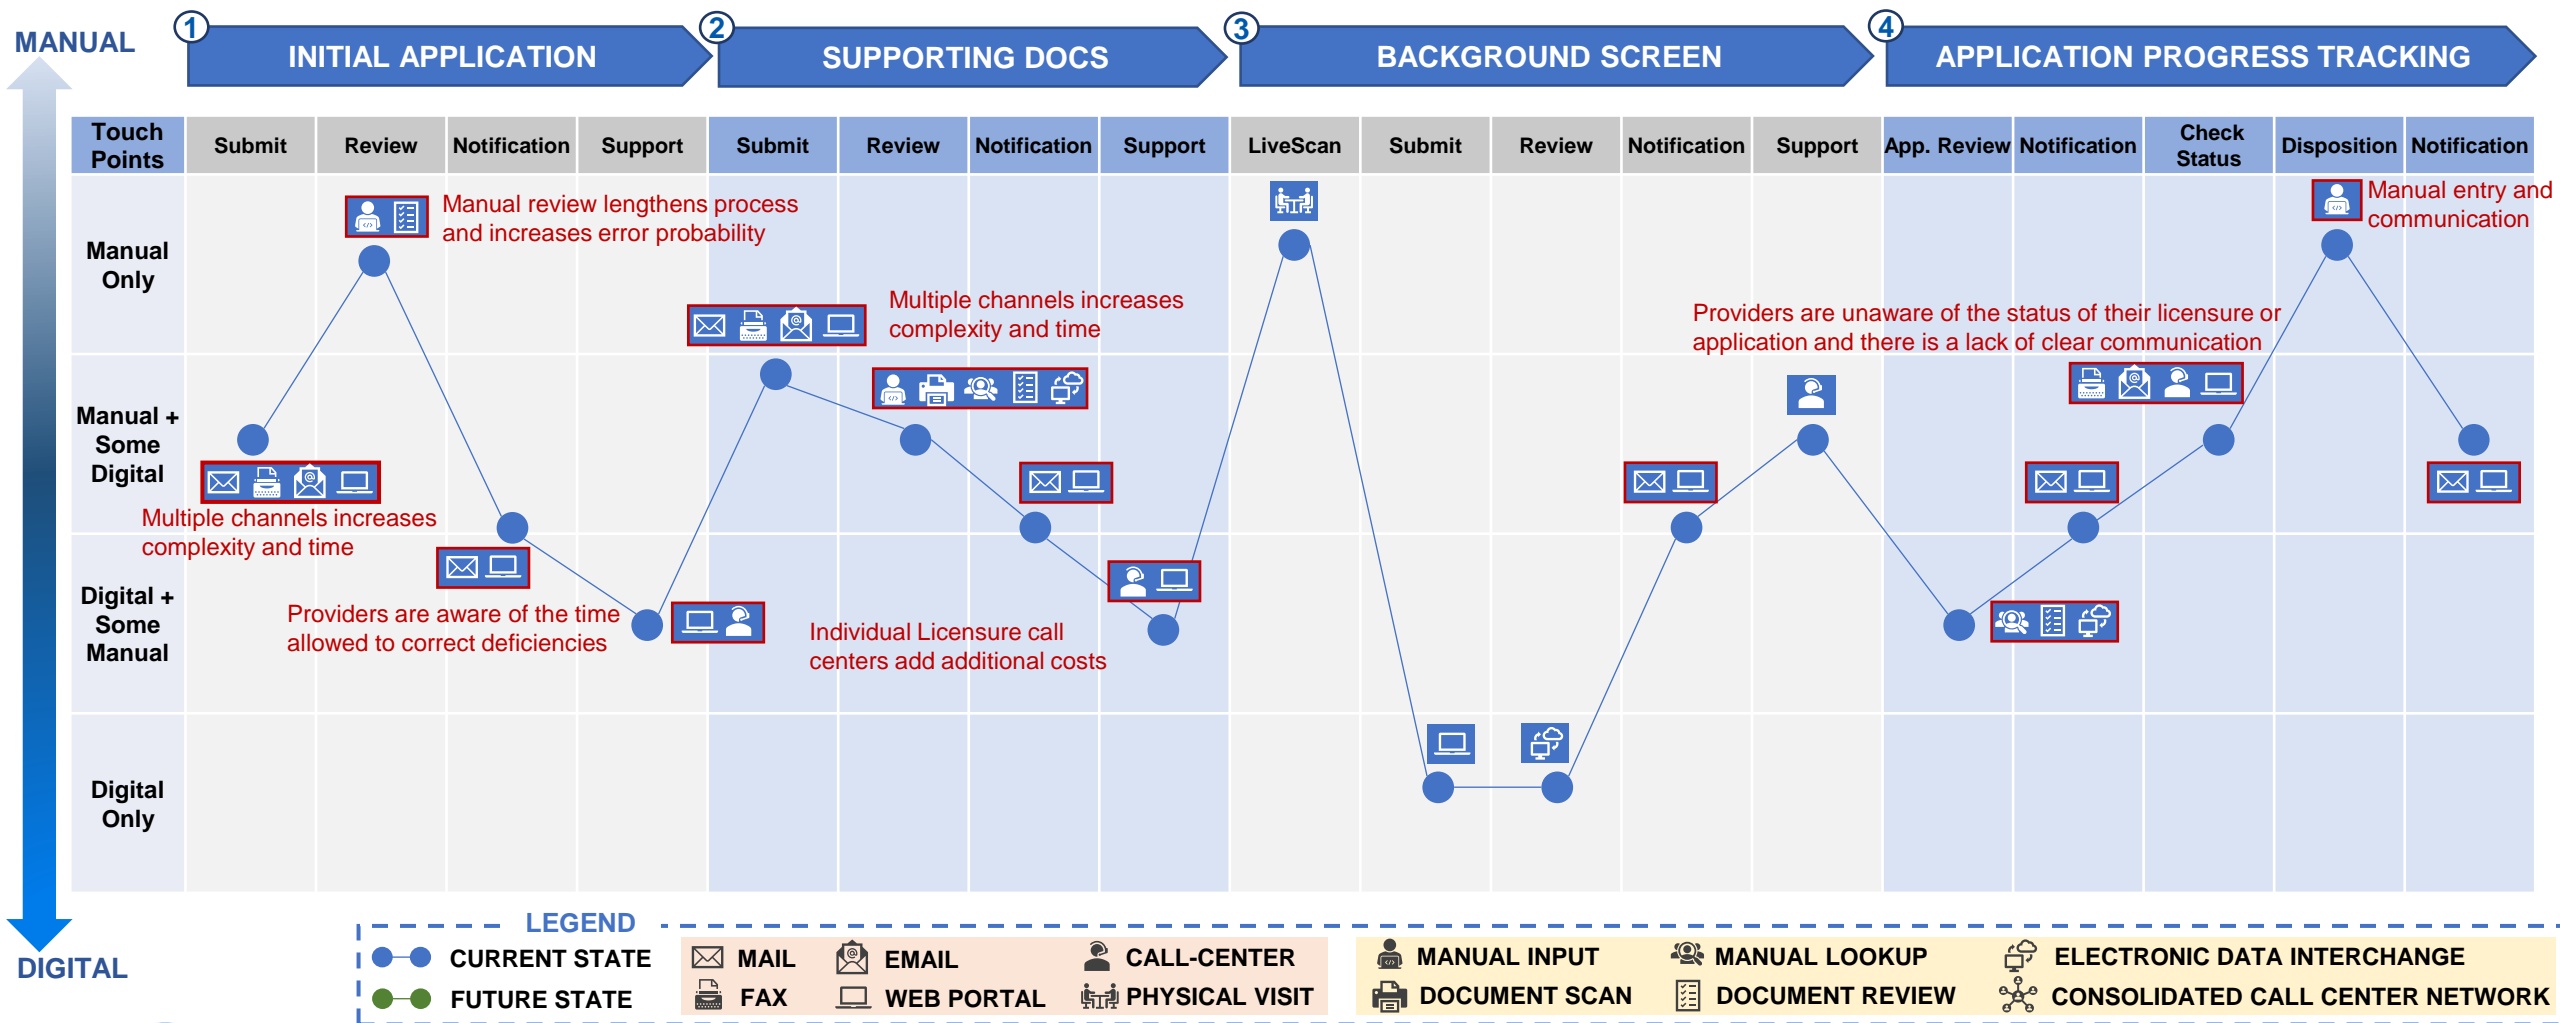 MANUAL
1
INITIAL APPLICATION
2
SUPPORTING DOCS
3
BACKGROUND SCREEN
4
APPLICATION PROGRESS TRACKING
Touch
Points
Submit
Review
Notification
Support
Submit
Review
Notification
Support
LiveScan
Submit
Review
Notification
Support
App. Review
Notification
Check
Status
Disposition
Notification
Manual
Only
Manual review lengthens process
and increases error probability
Multiple channels increases
complexity and time
Providers are unaware of the status of their licensure or
application and there is a lack of clear communication
Manual entry and
communication
Manual +
Some
Digital
Multiple channels increases
complexity and time
Digital +
Some
Manual
Providers are aware of the time
allowed to correct deficiencies
Individual Licensure call
centers add additional costs
Digital
Only
DIGITAL
LEGEND
CURRENT STATE
FUTURE STATE
MAIL
FAX
EMAIL
WEB PORTAL
CALL-CENTER
PHYSICAL VISIT
MANUAL INPUT
DOCUMENT SCAN
MANUAL LOOKUP
DOCUMENT REVIEW
ELECTRONIC DATA INTERCHANGE
CONSOLIDATED CALL CENTER NETWORK